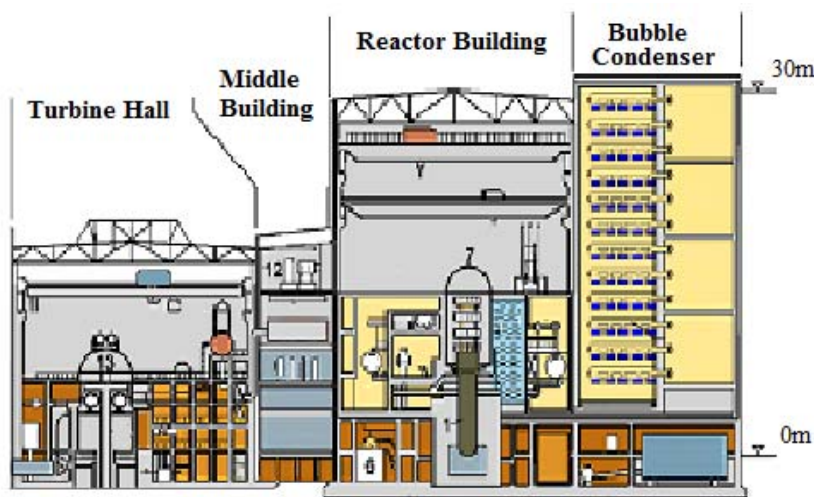 Reactor Building
Bubble
Condenser
30m
Middle
Building
Turbine Hall
12
7
0m